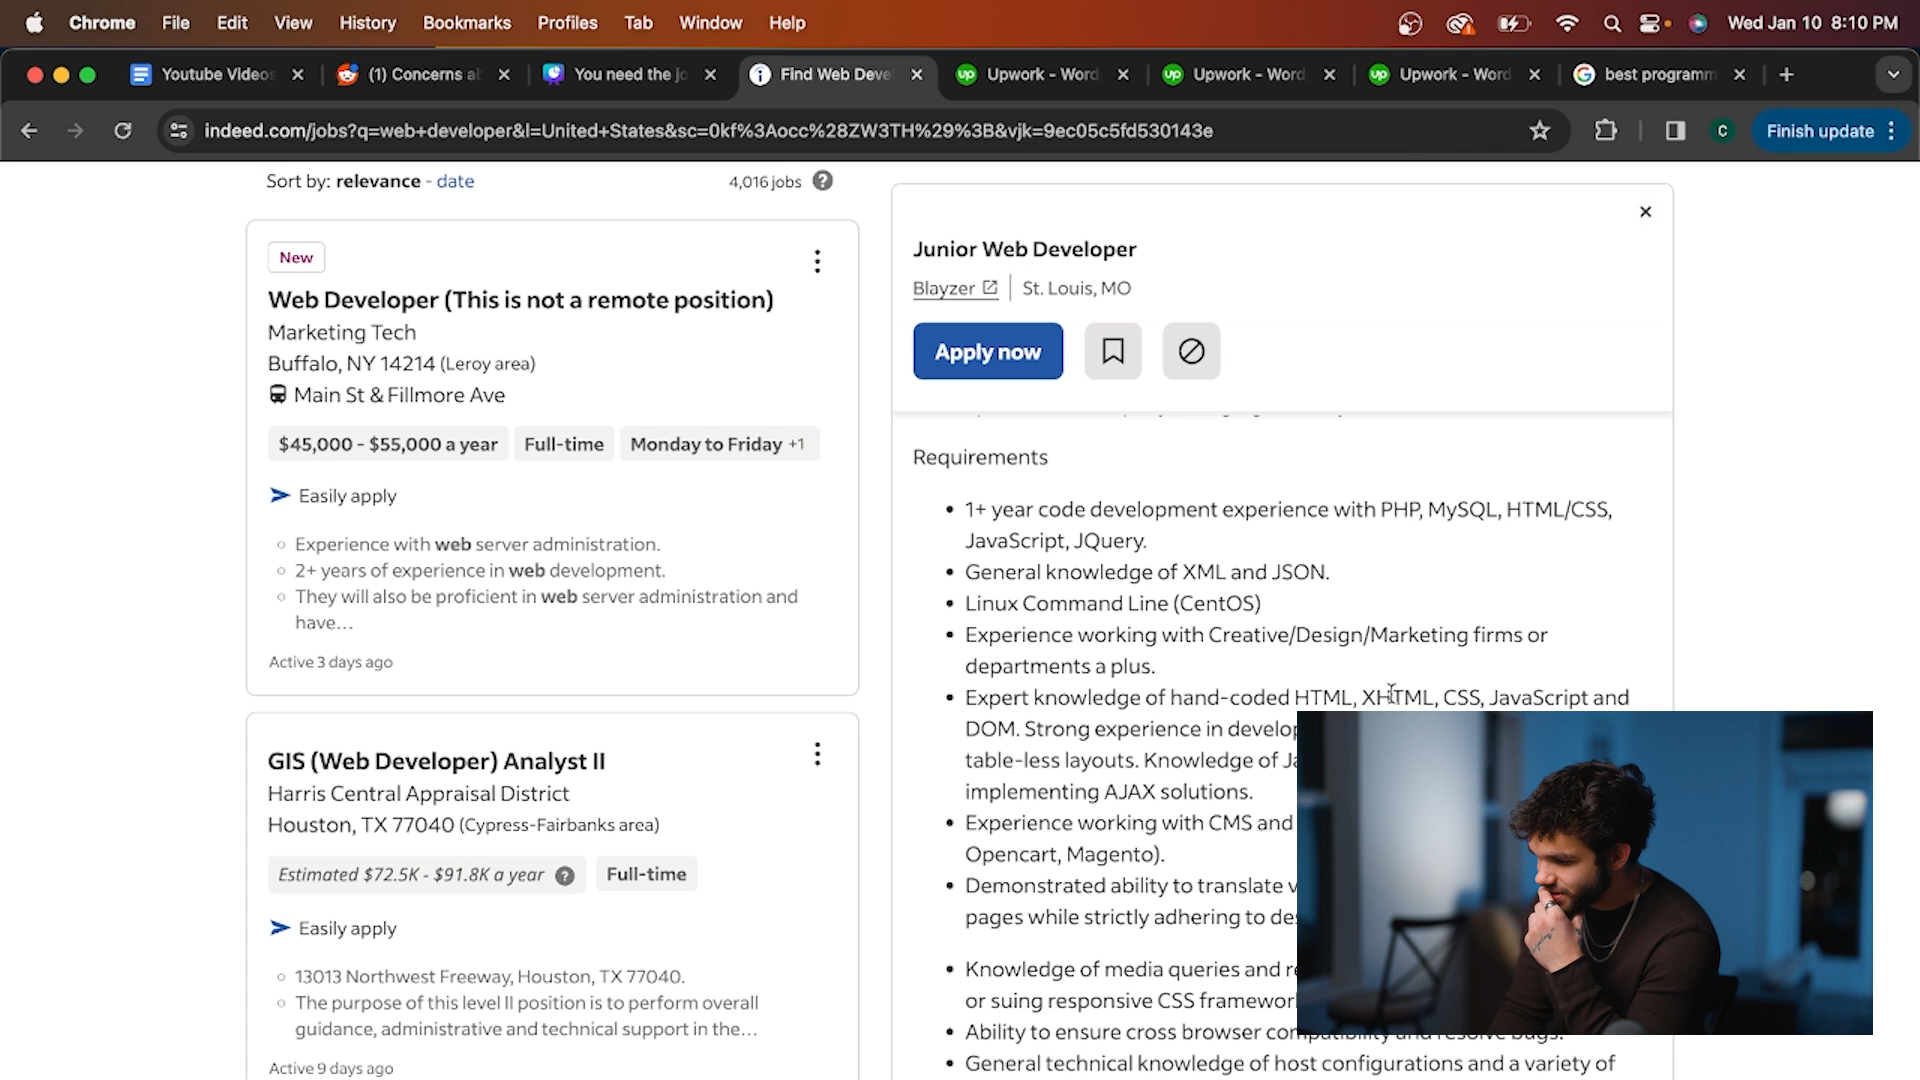 Chrome File Edit View History Bookmarks Profiles Tab Window Help Wed Jan 10 8:10 PM
Youtube Videos (1) Concerns a You need the jo Find Web Deve Upwork - Word Upwork - Word Upwork - Word best programm
indeed.com/jobs?q=web+developer&l=United+States&sc=0kf%3Aocc%28ZW3TH%29%3B&vjk=9ec05c5fd530143e C Finish update
Sort by: relevance - date 4,016 jobs
New
Web Developer (This is not a remote position)
Marketing Tech
Buffalo, NY 14214 (Leroy area)
Main St & Fillmore Ave
$45,000 - $55,000 a year Full-time Monday to Friday +1
Easily apply
Experience with web server administration.
2+ years of experience in web development.
They will also be proficient in web server administration and
have…
Active 3 days ago
GIS (Web Developer) Analyst II
Harris Central Appraisal District
Houston, TX 77040 (Cypress-Fairbanks area)
Estimated $72.5K - $91.8K a year Full-time
Easily apply
13013 Northwest Freeway, Houston, TX 77040.
The purpose of this level II position is to perform overall
guidance, administrative and technical support in the…
Active 9 days ago
Junior Web Developer
Blayzer St. Louis, MO
Apply now
Requirements
1+ year code development experience with PHP, MySQL, HTML/CSS,
JavaScript, JQuery.
General knowledge of XML and JSON.
Linux Command Line (CentOS)
Experience working with Creative/Design/Marketing firms or
departments a plus.
Expert knowledge of hand-coded HTML, XHTML, CSS, JavaScript and
DOM. Strong experience in develop
table-less layouts. Knowledge of Ja
implementing AJAX solutions.
Experience working with CMS and
Opencart, Magento).
Demonstrated ability to translate v
pages while strictly adhering to de
Knowledge of media queries and re
or suing responsive CSS framewor
Ability to ensure cross browser compatibility and resolve bugs.
General technical knowledge of host configurations and a variety of